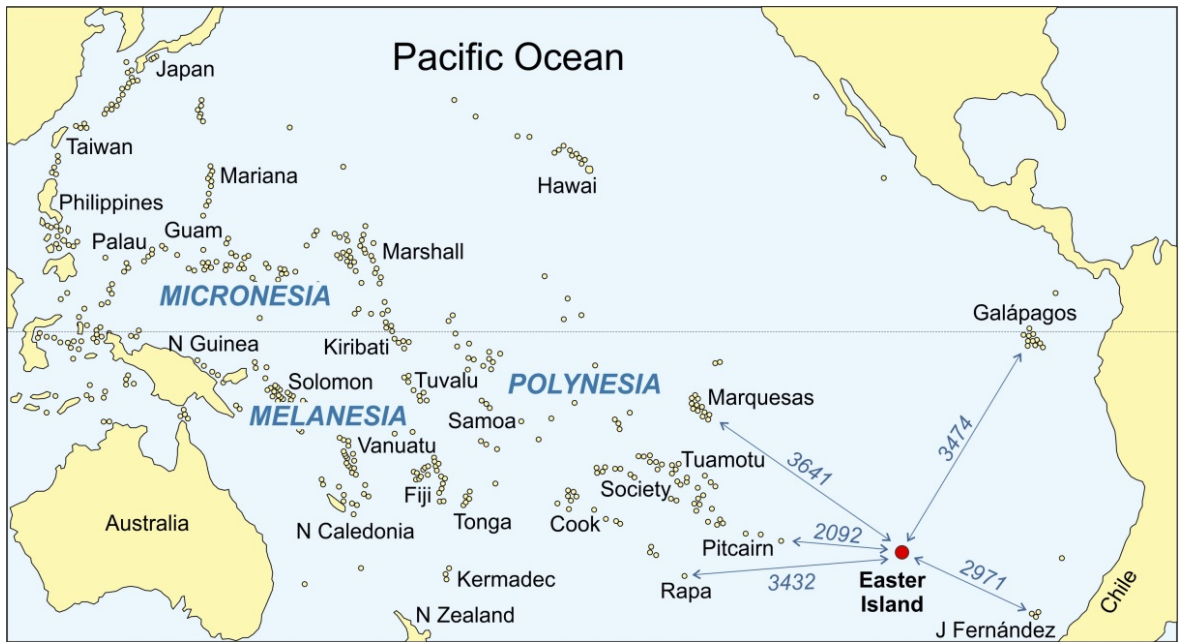 Pacific Ocean
Japan
Taiwan
Mariana
Hawai
Philippines
Palau
Guam
Marshall
MICRONESIA
Galápagos
N Guinea
Kiribati
Solomon
Tuvalu
POLYNESIA
MELANESIA
Samoa
Marquesas
3474
Vanuatu
3641
Tuamotu
Fiji
Society
Australia
N Caledonia
Tonga
Cook
Pitcairn
2092
2971
Kermadec
Rapa
3432
Easter
Island
Chile
N Zealand
J Fernández